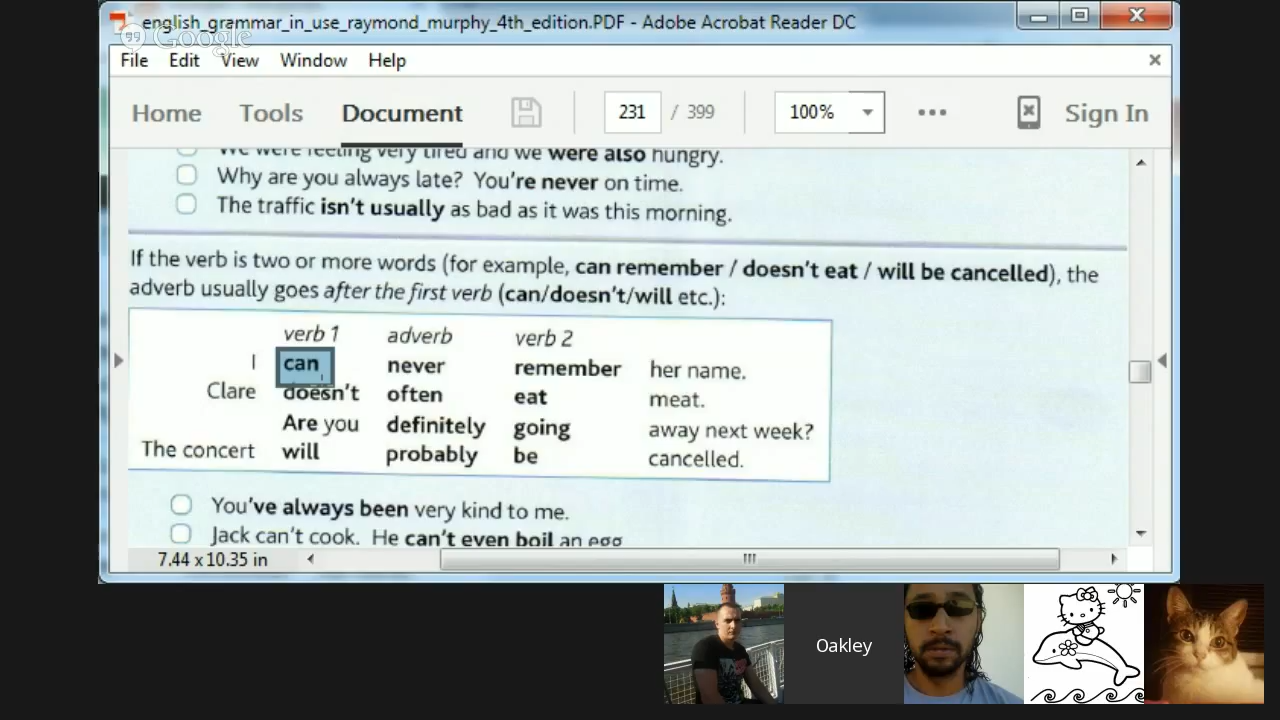 english_grammar_in_use_raymond_murphy_4th_edition.PDF - Adobe Acrobat Reader DC
Google
File Edit View Window Help
Home Tools Document 231 / 399 100% Sign In
We were feeling very tired and we were also hungry.
Why are you always late? You're never on time.
The traffic isn't usually as bad as it was this morning.
If the verb is two or more words (for example, can remember / doesn't eat / will be cancelled), the
adverb usually goes after the first verb (can/doesn't/will etc.):
verb 1 adverb verb 2
I can never remember her name.
Clare doesn't often eat meat.
Are you definitely going away next week?
The concert will probably be cancelled.
You've always been very kind to me.
Jack can't cook. He can't even boil an egg
7.44 x 10.35 in
Oakley